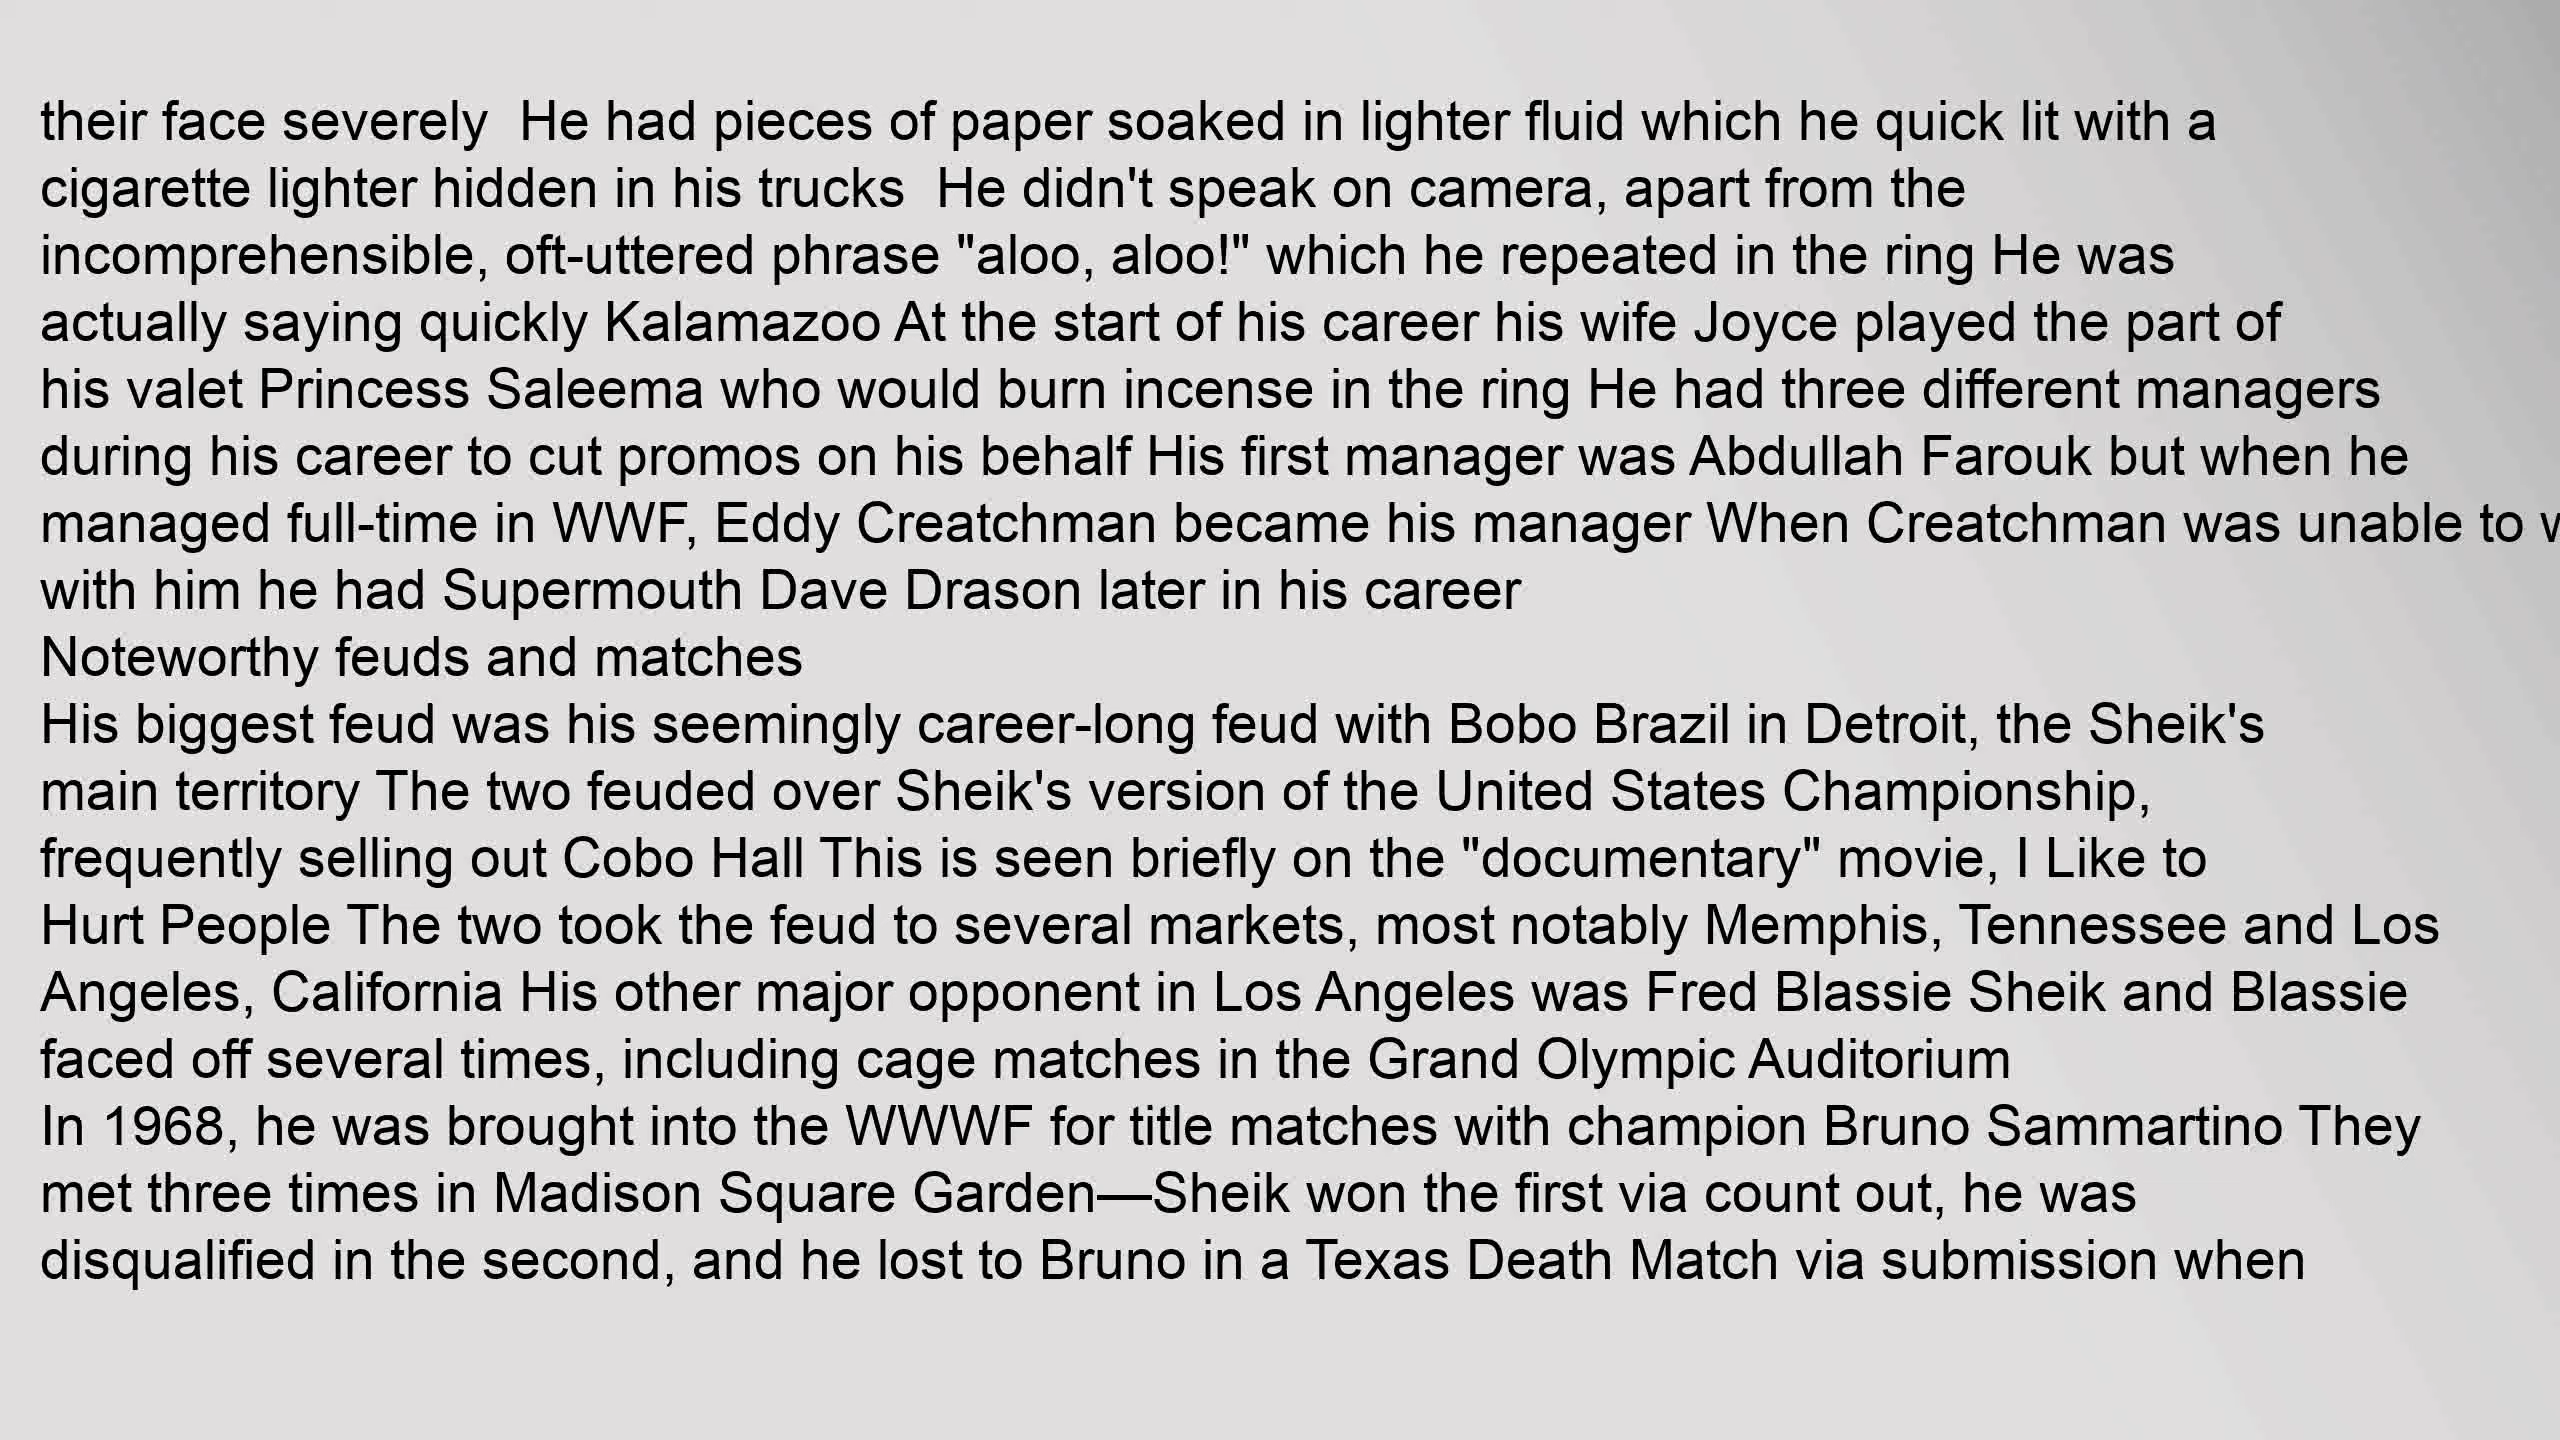 their face severely  He had pieces of paper soaked in lighter fluid which he quick lit with a
cigarette lighter hidden in his trucks  He didn't speak on camera, apart from the
incomprehensible, oft-uttered phrase "aloo, aloo!" which he repeated in the ring He was
actually saying quickly Kalamazoo At the start of his career his wife Joyce played the part of
his valet Princess Saleema who would burn incense in the ring He had three different managers
during his career to cut promos on his behalf His first manager was Abdullah Farouk but when he
managed full-time in WWF, Eddy Creatchman became his manager When Creatchman was unable to
with him he had Supermouth Dave Drason later in his career
Noteworthy feuds and matches
His biggest feud was his seemingly career-long feud with Bobo Brazil in Detroit, the Sheik's
main territory The two feuded over Sheik's version of the United States Championship,
frequently selling out Cobo Hall This is seen briefly on the "documentary" movie, I Like to
Hurt People The two took the feud to several markets, most notably Memphis, Tennessee and Los
Angeles, California His other major opponent in Los Angeles was Fred Blassie Sheik and Blassie
faced off several times, including cage matches in the Grand Olympic Auditorium
In 1968, he was brought into the WWWF for title matches with champion Bruno Sammartino They
met three times in Madison Square Garden—Sheik won the first via count out, he was
disqualified in the second, and he lost to Bruno in a Texas Death Match via submission when